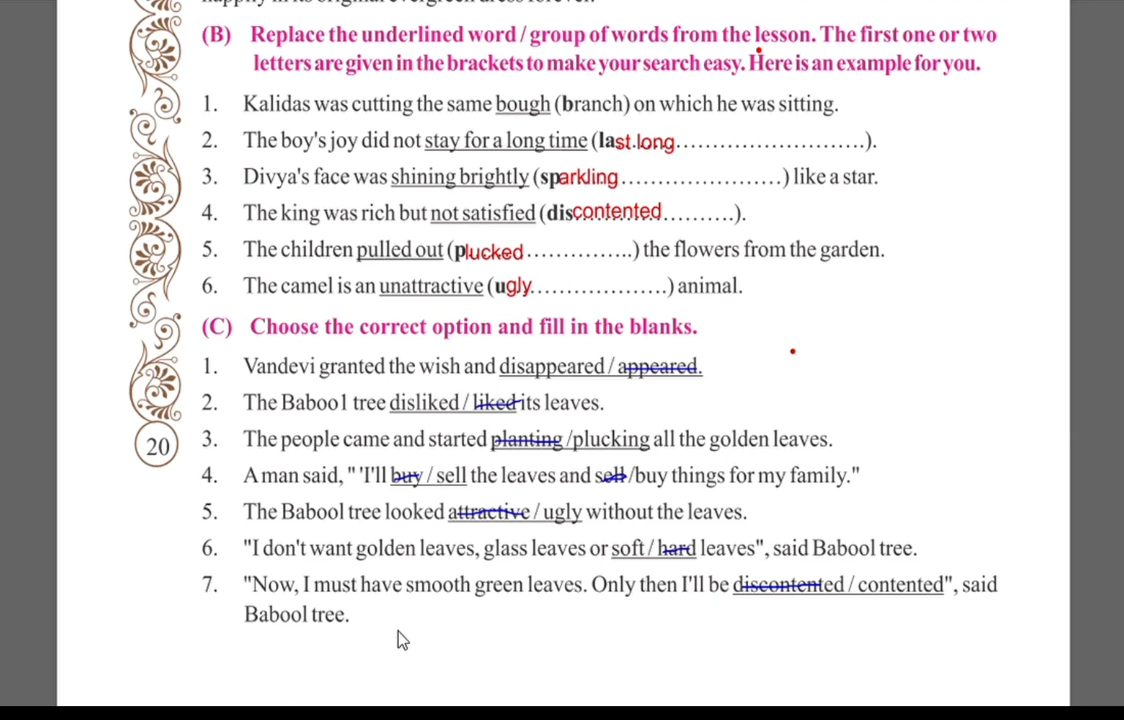 (B) Replace the underlined word / group of words from the lesson. The first one or two
letters are given in the brackets to make your search easy. Here is an example for you.
1. Kalidas was cutting the same bough (branch) on which he was sitting.
2. The boy's joy did not stay for a long time (last long...........................).
3. Divya's face was shining brightly (sparkling.......................) like a star.
4. The king was rich but not satisfied (discontented..........).
5. The children pulled out (plucked...............) the flowers from the garden.
6. The camel is an unattractive (ugly...................) animal.
(C) Choose the correct option and fill in the blanks.
1. Vandevi granted the wish and disappeared / appeared.
2. The Baboo1 tree disliked / liked its leaves.
3. The people came and started planting /plucking all the golden leaves.
20
4. A man said, " 'I'll buy / sell the leaves and sell /buy things for my family."
5. The Babool tree looked attractive / ugly without the leaves.
6. "I don't want golden leaves, glass leaves or soft / hard leaves", said Babool tree.
7. "Now, I must have smooth green leaves. Only then I'll be discontented / contented", said
Babool tree.